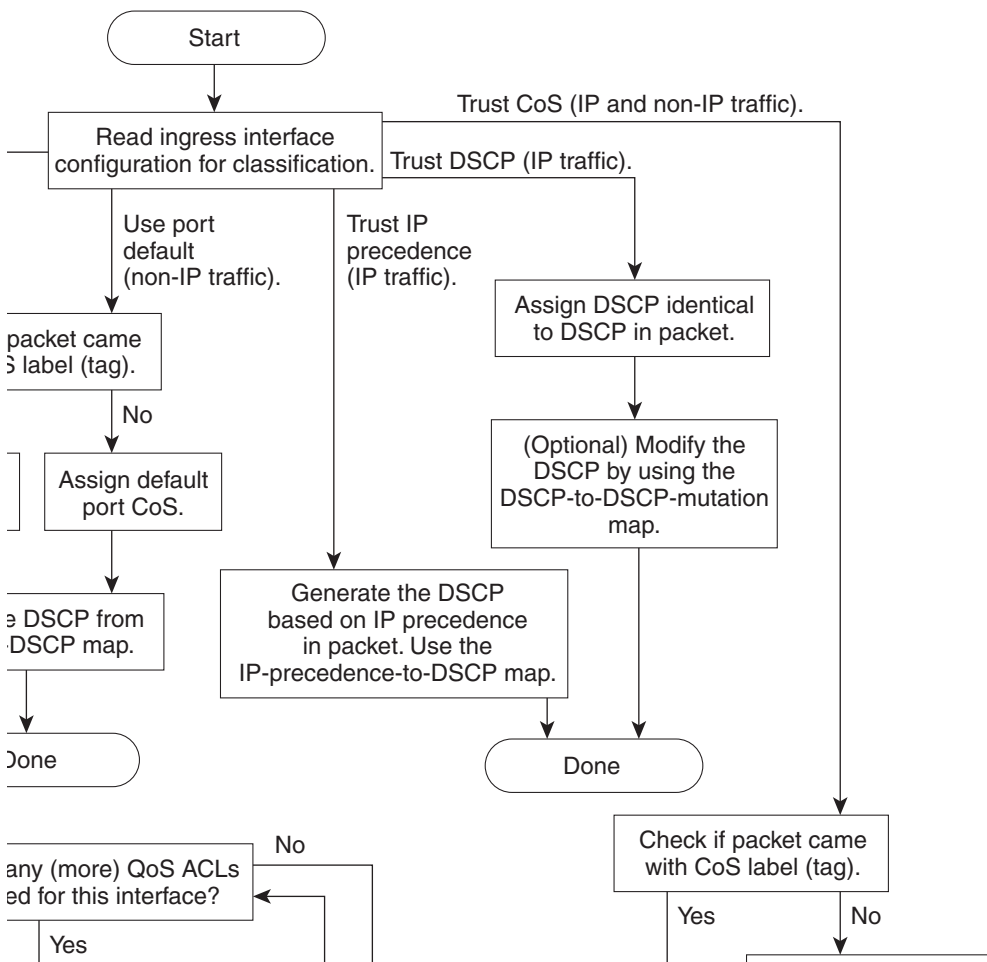 Start
Trust CoS (IP and non-IP traffic).
Read ingress interface
configuration for classification.
Trust DSCP (IP traffic).
Use port
default
(non-IP traffic).
Trust IP
precedence
(IP traffic).
Assign DSCP identical
to DSCP in packet.
packet came
S label (tag).
No
(Optional) Modify the
DSCP by using the
DSCP-to-DSCP-mutation
map.
Assign default
port CoS.
Generate the DSCP
based on IP precedence
in packet. Use the
IP-precedence-to-DSCP map.
e DSCP from
-DSCP map.
Done
Done
Check if packet came
with CoS label (tag).
No
any (more) QoS ACLs
ed for this interface?
Yes
Yes
No